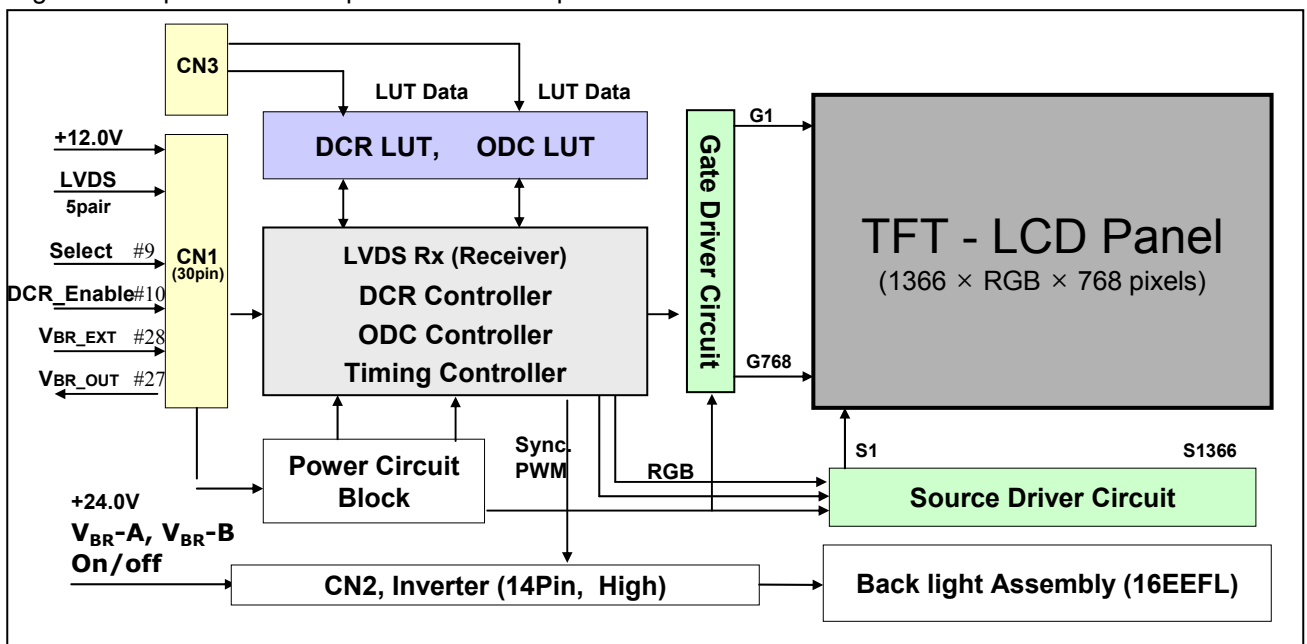 CN3
LUT Data
LUT Data
+12.0V
LVDS
5pair
Select #9
DCR_Enable#10
VBR_EXT #28
VBR_OUT #27
CN1
(30pin)
DCR LUT, ODC LUT
LVDS Rx (Receiver)
DCR Controller
ODC Controller
Timing Controller
Gate Driver Circuit
G1
G768
TFT - LCD Panel
(1366 × RGB × 768 pixels)
S1
S1366
Source Driver Circuit
Power Circuit
Block
Sync.
PWM
RGB
+24.0V
VBR-A, VBR-B
On/off
CN2, Inverter (14Pin, High)
Back light Assembly (16EEFL)